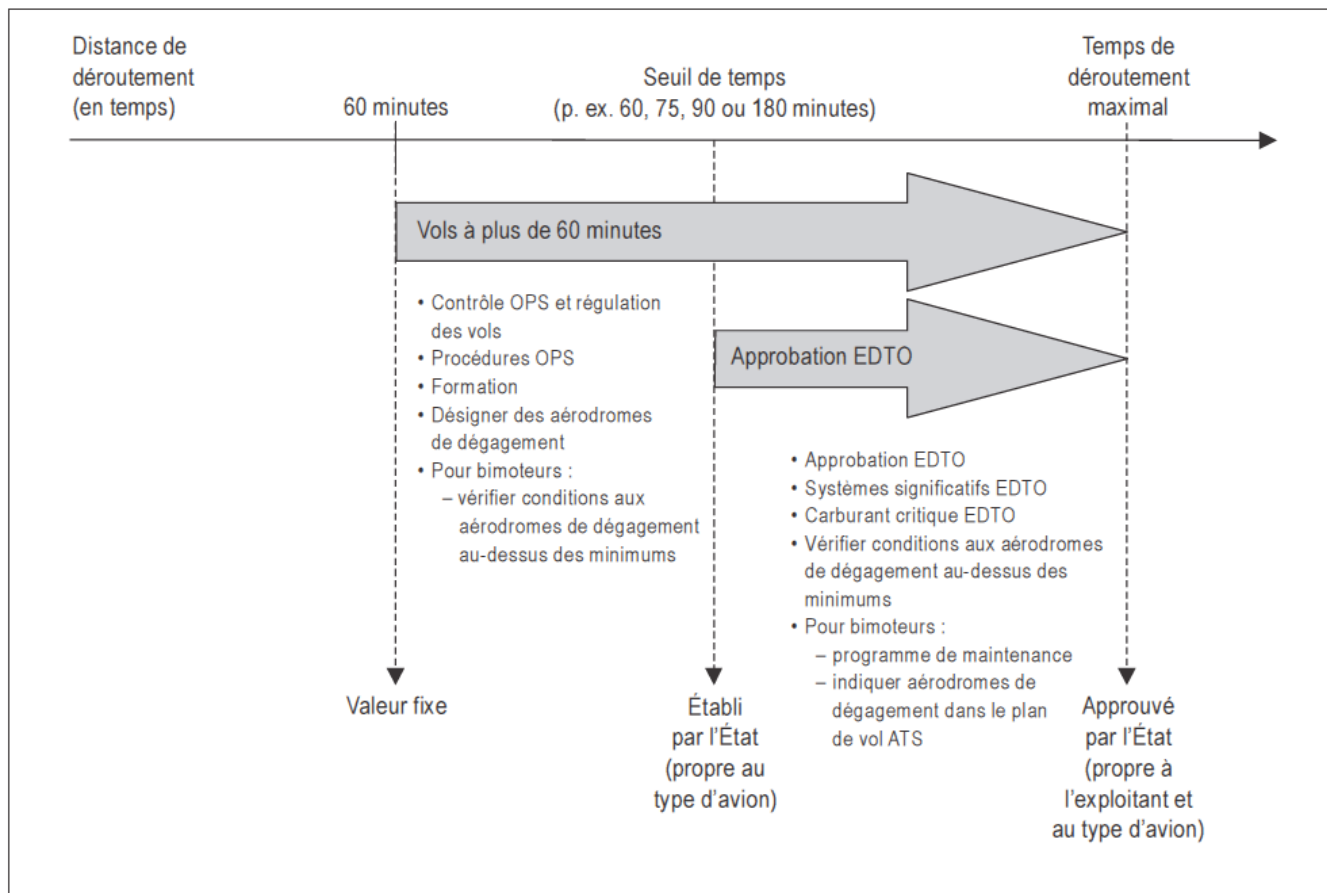 Distance de
déroutement
(en temps)
60 minutes
Seuil de temps
(p. ex. 60, 75, 90 ou 180 minutes)
Temps de
déroutement
maximal
Vols à plus de 60 minutes
• Contrôle OPS et régulation
des vols
• Procédures OPS
• Formation
• Désigner des aérodromes
de dégagement
• Pour bimoteurs :
– vérifier conditions aux
aérodromes de dégagement
au-dessus des minimums
Approbation EDTO
• Approbation EDTO
• Systèmes significatifs EDTO
• Carburant critique EDTO
• Vérifier conditions aux aérodromes
de dégagement au-dessus des
minimums
• Pour bimoteurs :
– programme de maintenance
– indiquer aérodromes de
dégagement dans le plan
de vol ATS
Valeur fixe
Établi
par l'État
(propre au
type d'avion)
Approuvé
par l'État
(propre à
l'exploitant et
au type d'avion)